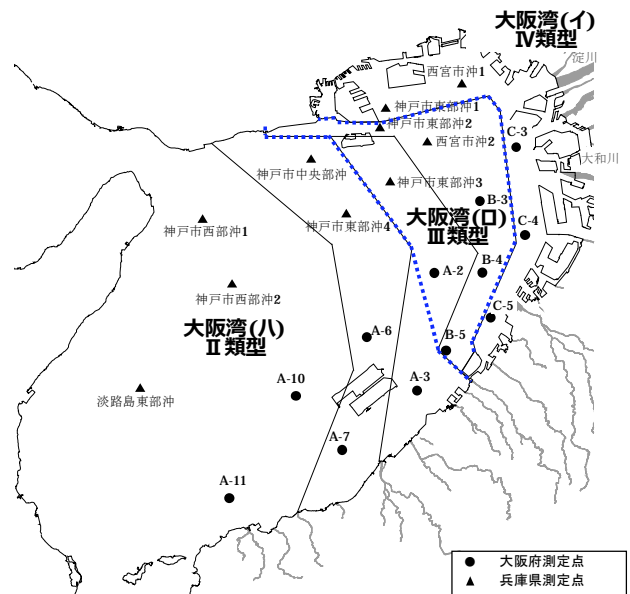 大阪湾(イ)
Ⅳ類型
淀川
西宮市沖1
神戸市東部沖1
神戸市東部沖2
西宮市沖2
C-3
大和川
神戸市中央部沖
神戸市東部沖3
B-3
神戸市東部沖4
大阪湾(ロ)
Ⅲ類型
C-4
神戸市西部沖1
A-2
B-4
神戸市西部沖2
C-5
大阪湾(ハ)
Ⅱ類型
A-6
B-5
淡路島東部沖
A-10
A-3
A-7
A-11
大阪府測定点
兵庫県測定点